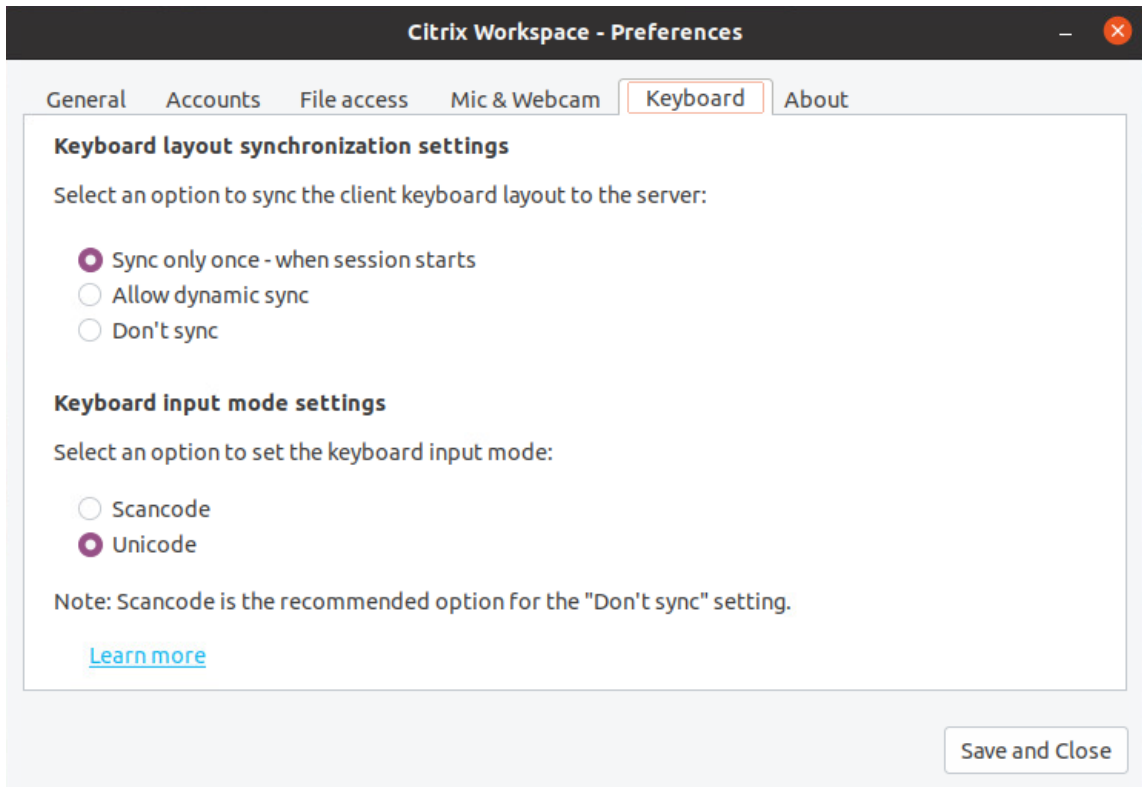 Citrix Workspace - Preferences
General Accounts File access Mic & Webcam Keyboard About
Keyboard layout synchronization settings
Select an option to sync the client keyboard layout to the server:
Sync only once - when session starts
Allow dynamic sync
Don't sync
Keyboard input mode settings
Select an option to set the keyboard input mode:
Scancode
Unicode
Note: Scancode is the recommended option for the "Don't sync" setting.
Learn more
Save and Close